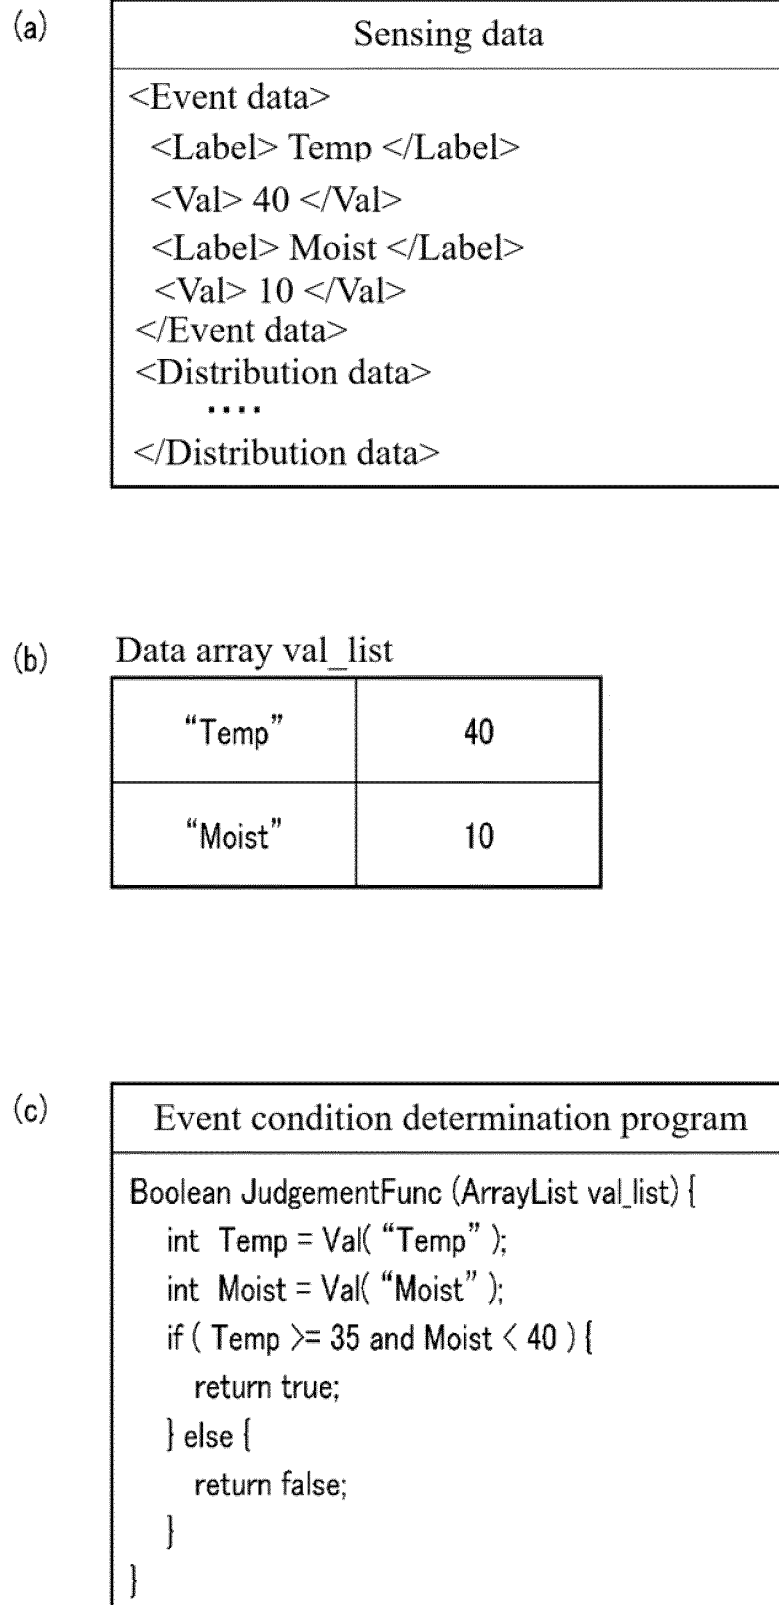 (a)
Sensing data
<Event data>
<Label> Temp </Label>
<Val> 40 </Val>
<Label> Moist </Label>
<Val> 10 </Val>
</Event data>
<Distribution data>
....
</Distribution data>
(b) Data array val_list
“Temp” 40
“Moist” 10
(c)
Event condition determination program
Boolean JudgementFunc (ArrayList val_list) {
int Temp = Val( “Temp” );
int Moist = Val( “Moist” );
if ( Temp >= 35 and Moist < 40 ) {
return true;
} else {
return false;
}
}